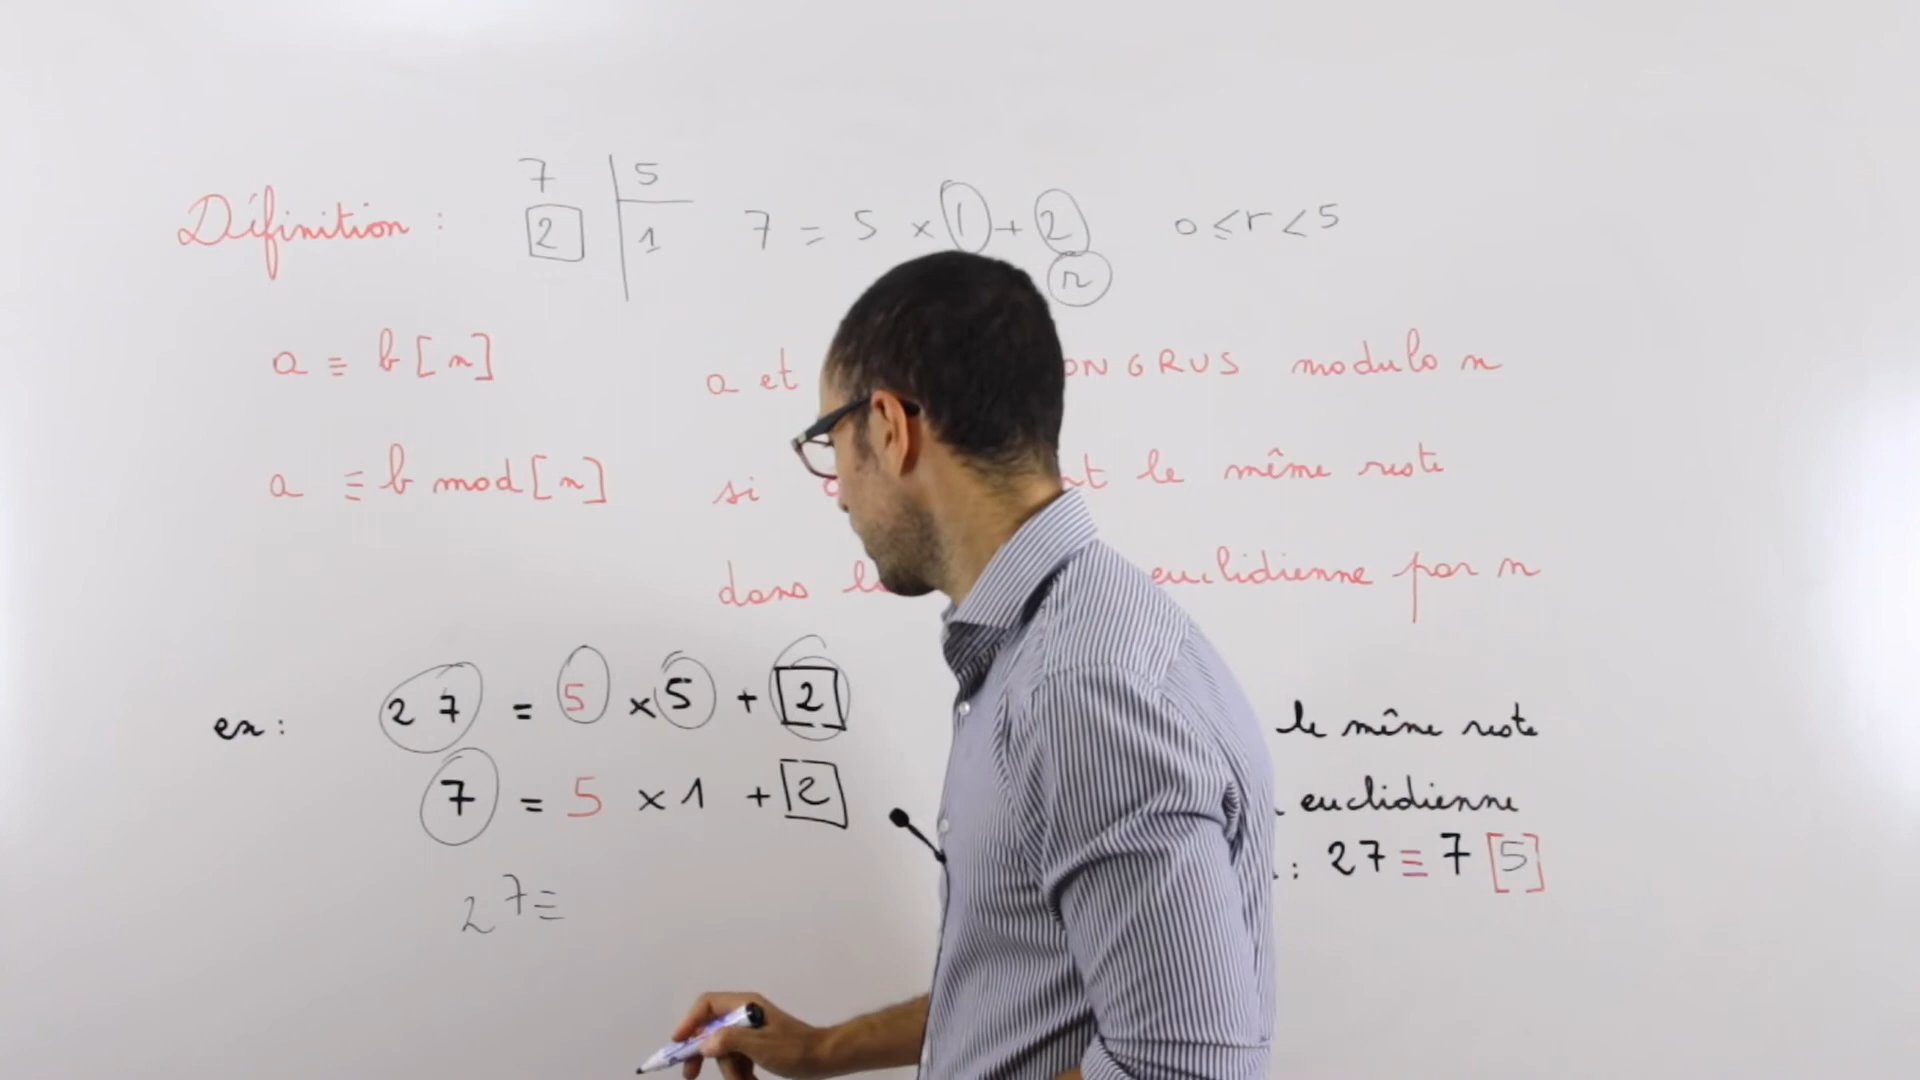 Définition :
7 | 5
2 | 1
7 = 5 × 1 + 2
r
0 ≤ r < 5
a ≡ b [n]
a ≡ b mod [n]
a et ONGRUS modulo n
si nt le même reste
dans euclidienne par n
ex : 27 = 5 × 5 + 2
7 = 5 × 1 + 2
27 ≡
le même reste
euclidienne
: 27 ≡ 7 [5]